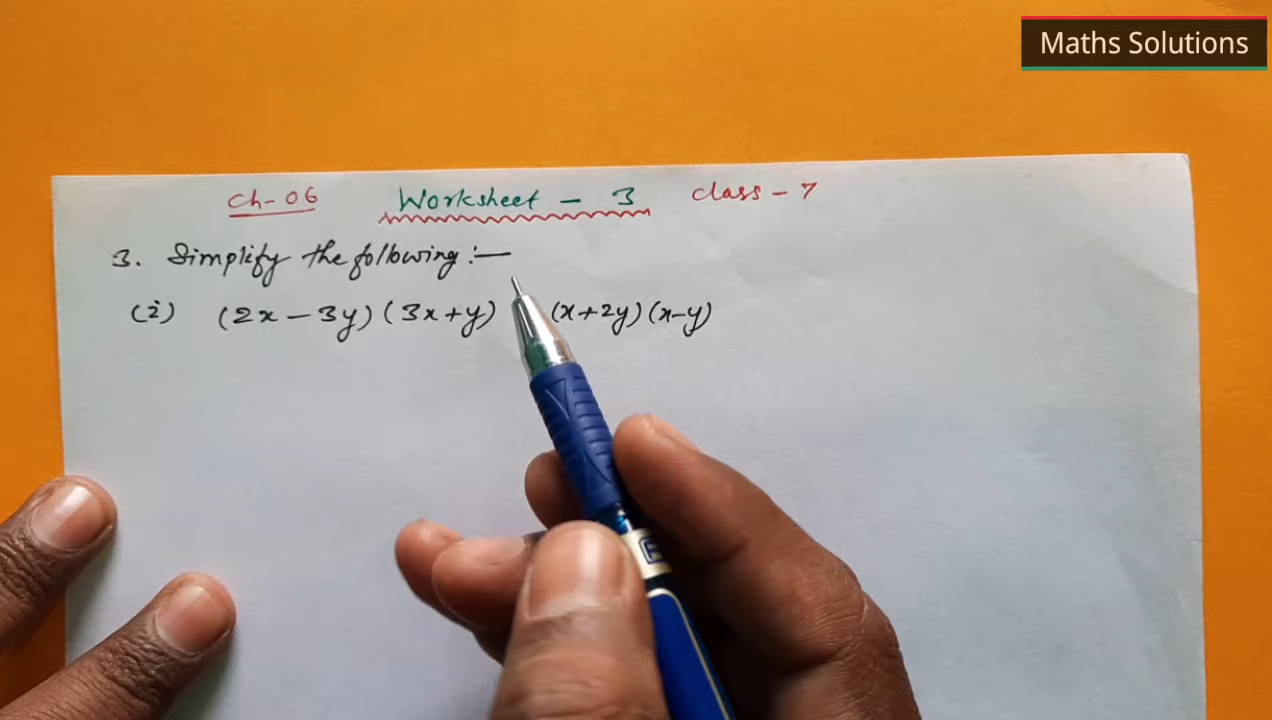 Maths Solutions
Ch-06 Worksheet - 3 Class - 7
3. Simplify the following :—
(i) (2x - 3y)(3x+y) (x+2y)(x-y)